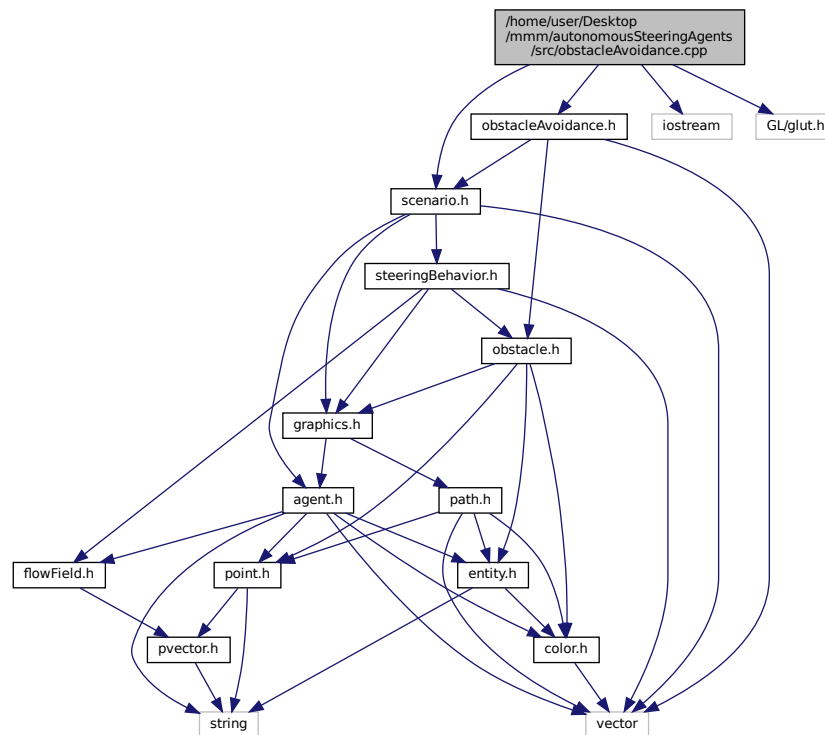 /home/user/Desktop
/mmm/autonomousSteeringAgents
/src/obstacleAvoidance.cpp
obstacleAvoidance.h
iostream
GL/glut.h
scenario.h
steeringBehavior.h
obstacle.h
graphics.h
agent.h
path.h
flowField.h
point.h
entity.h
pvector.h
color.h
string
vector